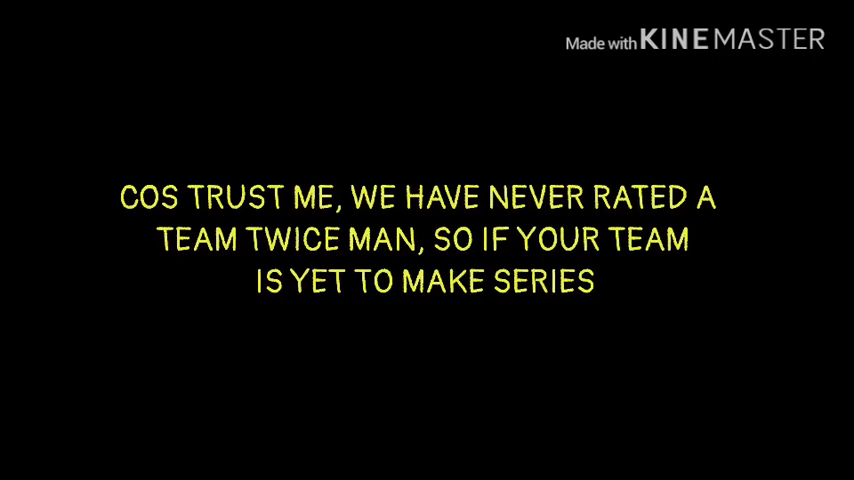 Made with KINEMASTER
COS TRUST ME, WE HAVE NEVER RATED A
TEAM TWICE MAN, SO IF YOUR TEAM
IS YET TO MAKE SERIES